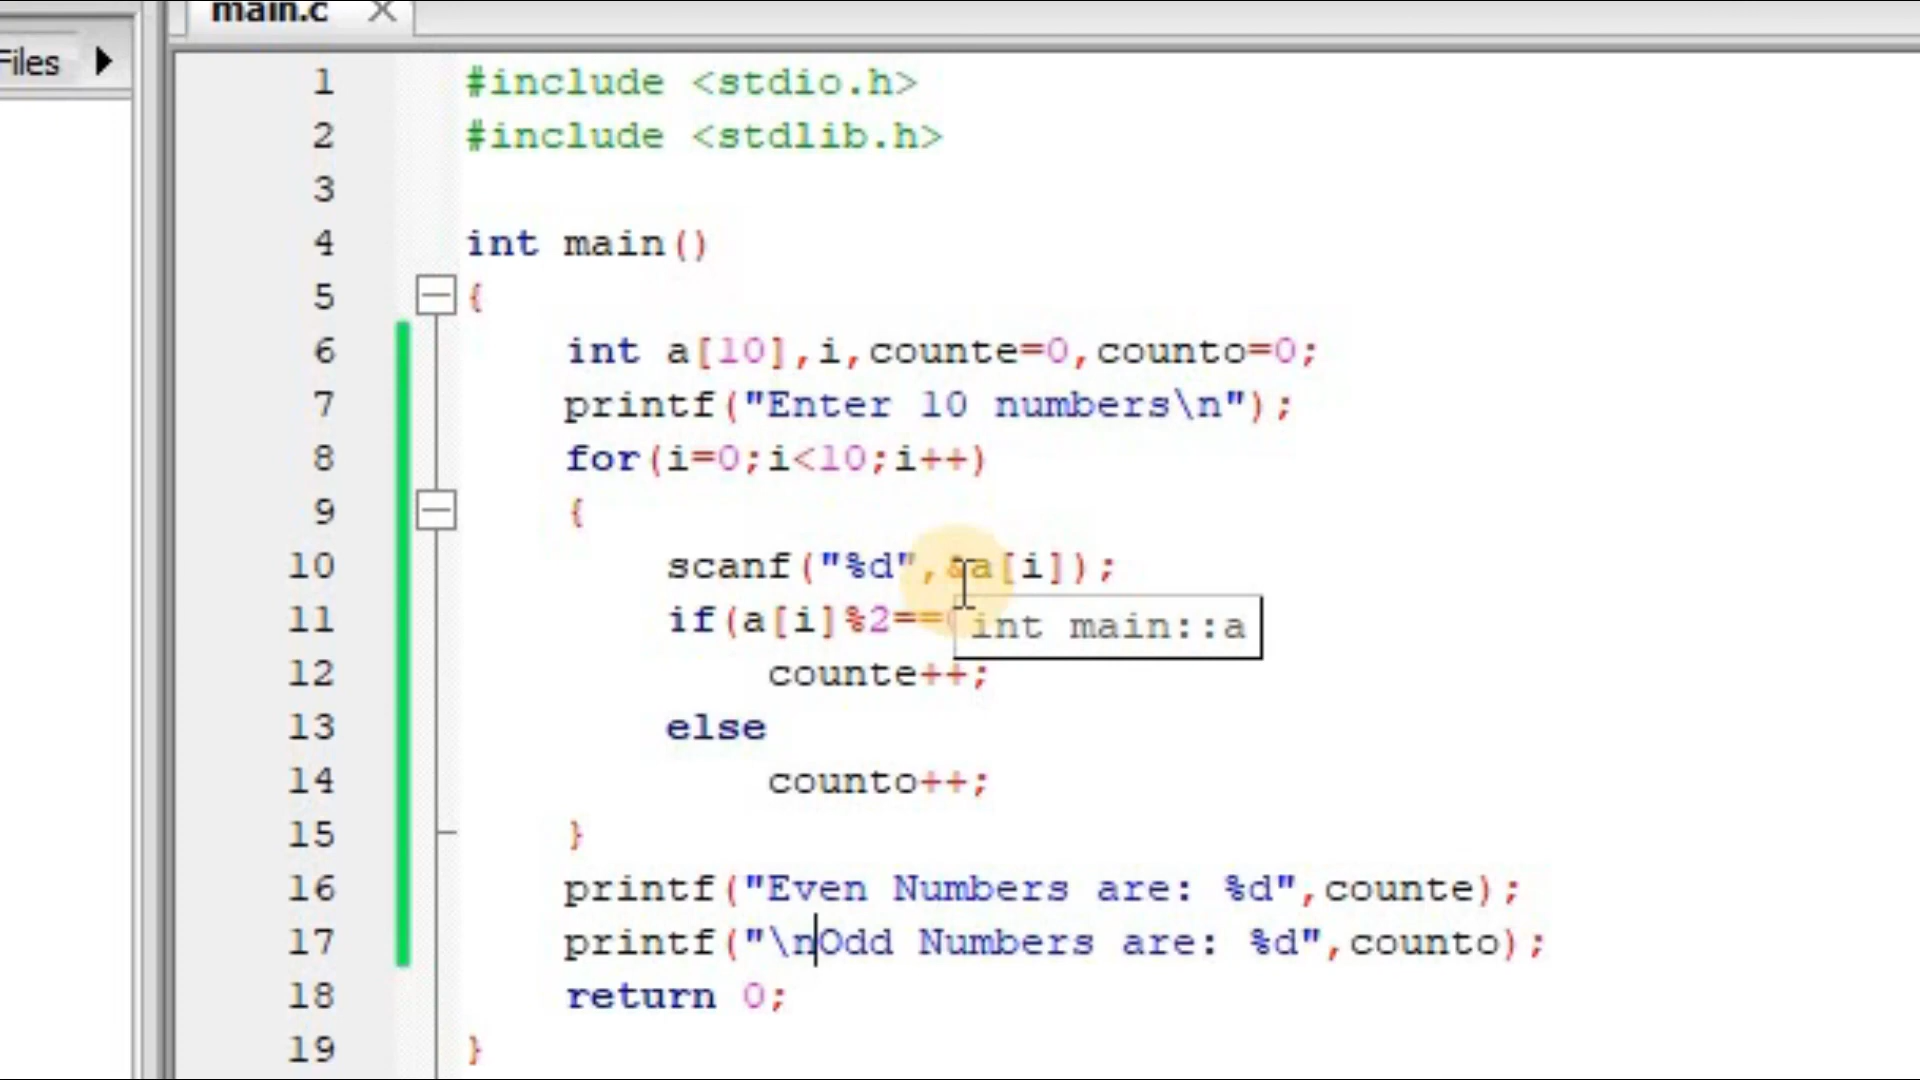 main.c
Files
1 #include <stdio.h>
2 #include <stdlib.h>
3
4 int main()
5 {
6 int a[10],i,counte=0,counto=0;
7 printf("Enter 10 numbers\n");
8 for(i=0;i<10;i++)
9 {
10 scanf("%d",&a[i]);
11 if(a[i]%2==
int main::a
12 counte++;
13 else
14 counto++;
15 }
16 printf("Even Numbers are: %d",counte);
17 printf("\nOdd Numbers are: %d",counto);
18 return 0;
19 }